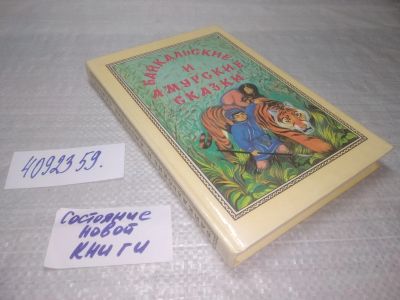 БАЙКАЛЬСКИЕ
И
АМУРСКИЕ
СКАЗКИ
4092359.
Состояние
новой
книги